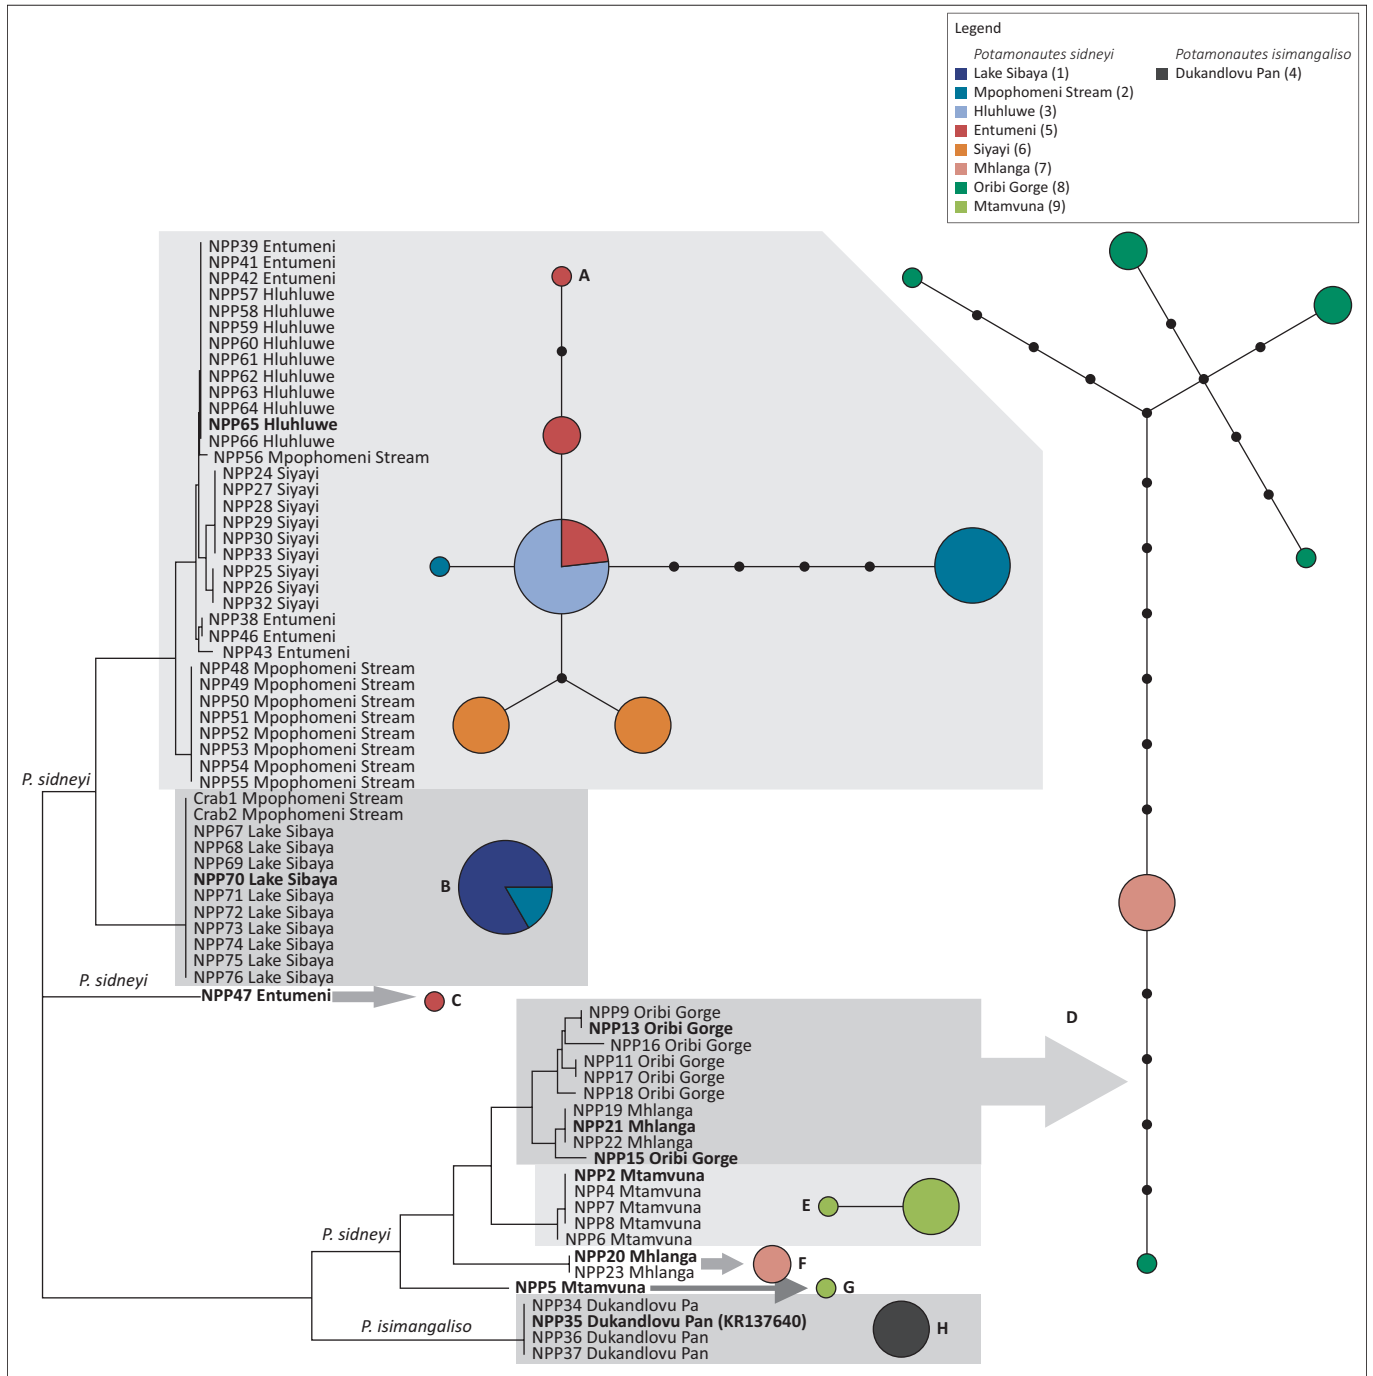 Legend
Potamonautes sidneyi
Potamonautes isimangaliso
Lake Sibaya (1)
Dukandlovu Pan (4)
Mpophomeni Stream (2)
Hluhluwe (3)
Entumeni (5)
Siyayi (6)
Mhlanga (7)
Oribi Gorge (8)
Mtamvuna (9)
NPP39 Entumeni
NPP41 Entumeni
NPP42 Entumeni
NPP57 Hluhluwe
NPP58 Hluhluwe
NPP59 Hluhluwe
NPP60 Hluhluwe
NPP61 Hluhluwe
NPP62 Hluhluwe
NPP63 Hluhluwe
NPP64 Hluhluwe
NPP65 Hluhluwe
NPP66 Hluhluwe
NPP56 Mpophomeni Stream
NPP24 Siyayi
NPP27 Siyayi
NPP28 Siyayi
NPP29 Siyayi
NPP30 Siyayi
NPP33 Siyayi
NPP25 Siyayi
NPP26 Siyayi
NPP32 Siyayi
NPP38 Entumeni
NPP46 Entumeni
NPP43 Entumeni
NPP48 Mpophomeni Stream
NPP49 Mpophomeni Stream
NPP50 Mpophomeni Stream
NPP51 Mpophomeni Stream
NPP52 Mpophomeni Stream
NPP53 Mpophomeni Stream
NPP54 Mpophomeni Stream
NPP55 Mpophomeni Stream
A
P. sidneyi
Crab1 Mpophomeni Stream
Crab2 Mpophomeni Stream
NPP67 Lake Sibaya
NPP68 Lake Sibaya
NPP69 Lake Sibaya
NPP70 Lake Sibaya
NPP71 Lake Sibaya
NPP72 Lake Sibaya
NPP73 Lake Sibaya
NPP74 Lake Sibaya
NPP75 Lake Sibaya
NPP76 Lake Sibaya
B
P. sidneyi
NPP47 Entumeni
C
NPP9 Oribi Gorge
NPP13 Oribi Gorge
NPP16 Oribi Gorge
NPP11 Oribi Gorge
NPP17 Oribi Gorge
NPP18 Oribi Gorge
NPP19 Mhlanga
NPP21 Mhlanga
NPP22 Mhlanga
NPP15 Oribi Gorge
D
NPP2 Mtamvuna
NPP4 Mtamvuna
NPP7 Mtamvuna
NPP8 Mtamvuna
NPP6 Mtamvuna
E
P. sidneyi
NPP20 Mhlanga
NPP23 Mhlanga
F
NPP5 Mtamvuna
G
P. isimangaliso
NPP34 Dukandlovu Pa
NPP35 Dukandlovu Pan (KR137640)
NPP36 Dukandlovu Pan
NPP37 Dukandlovu Pan
H